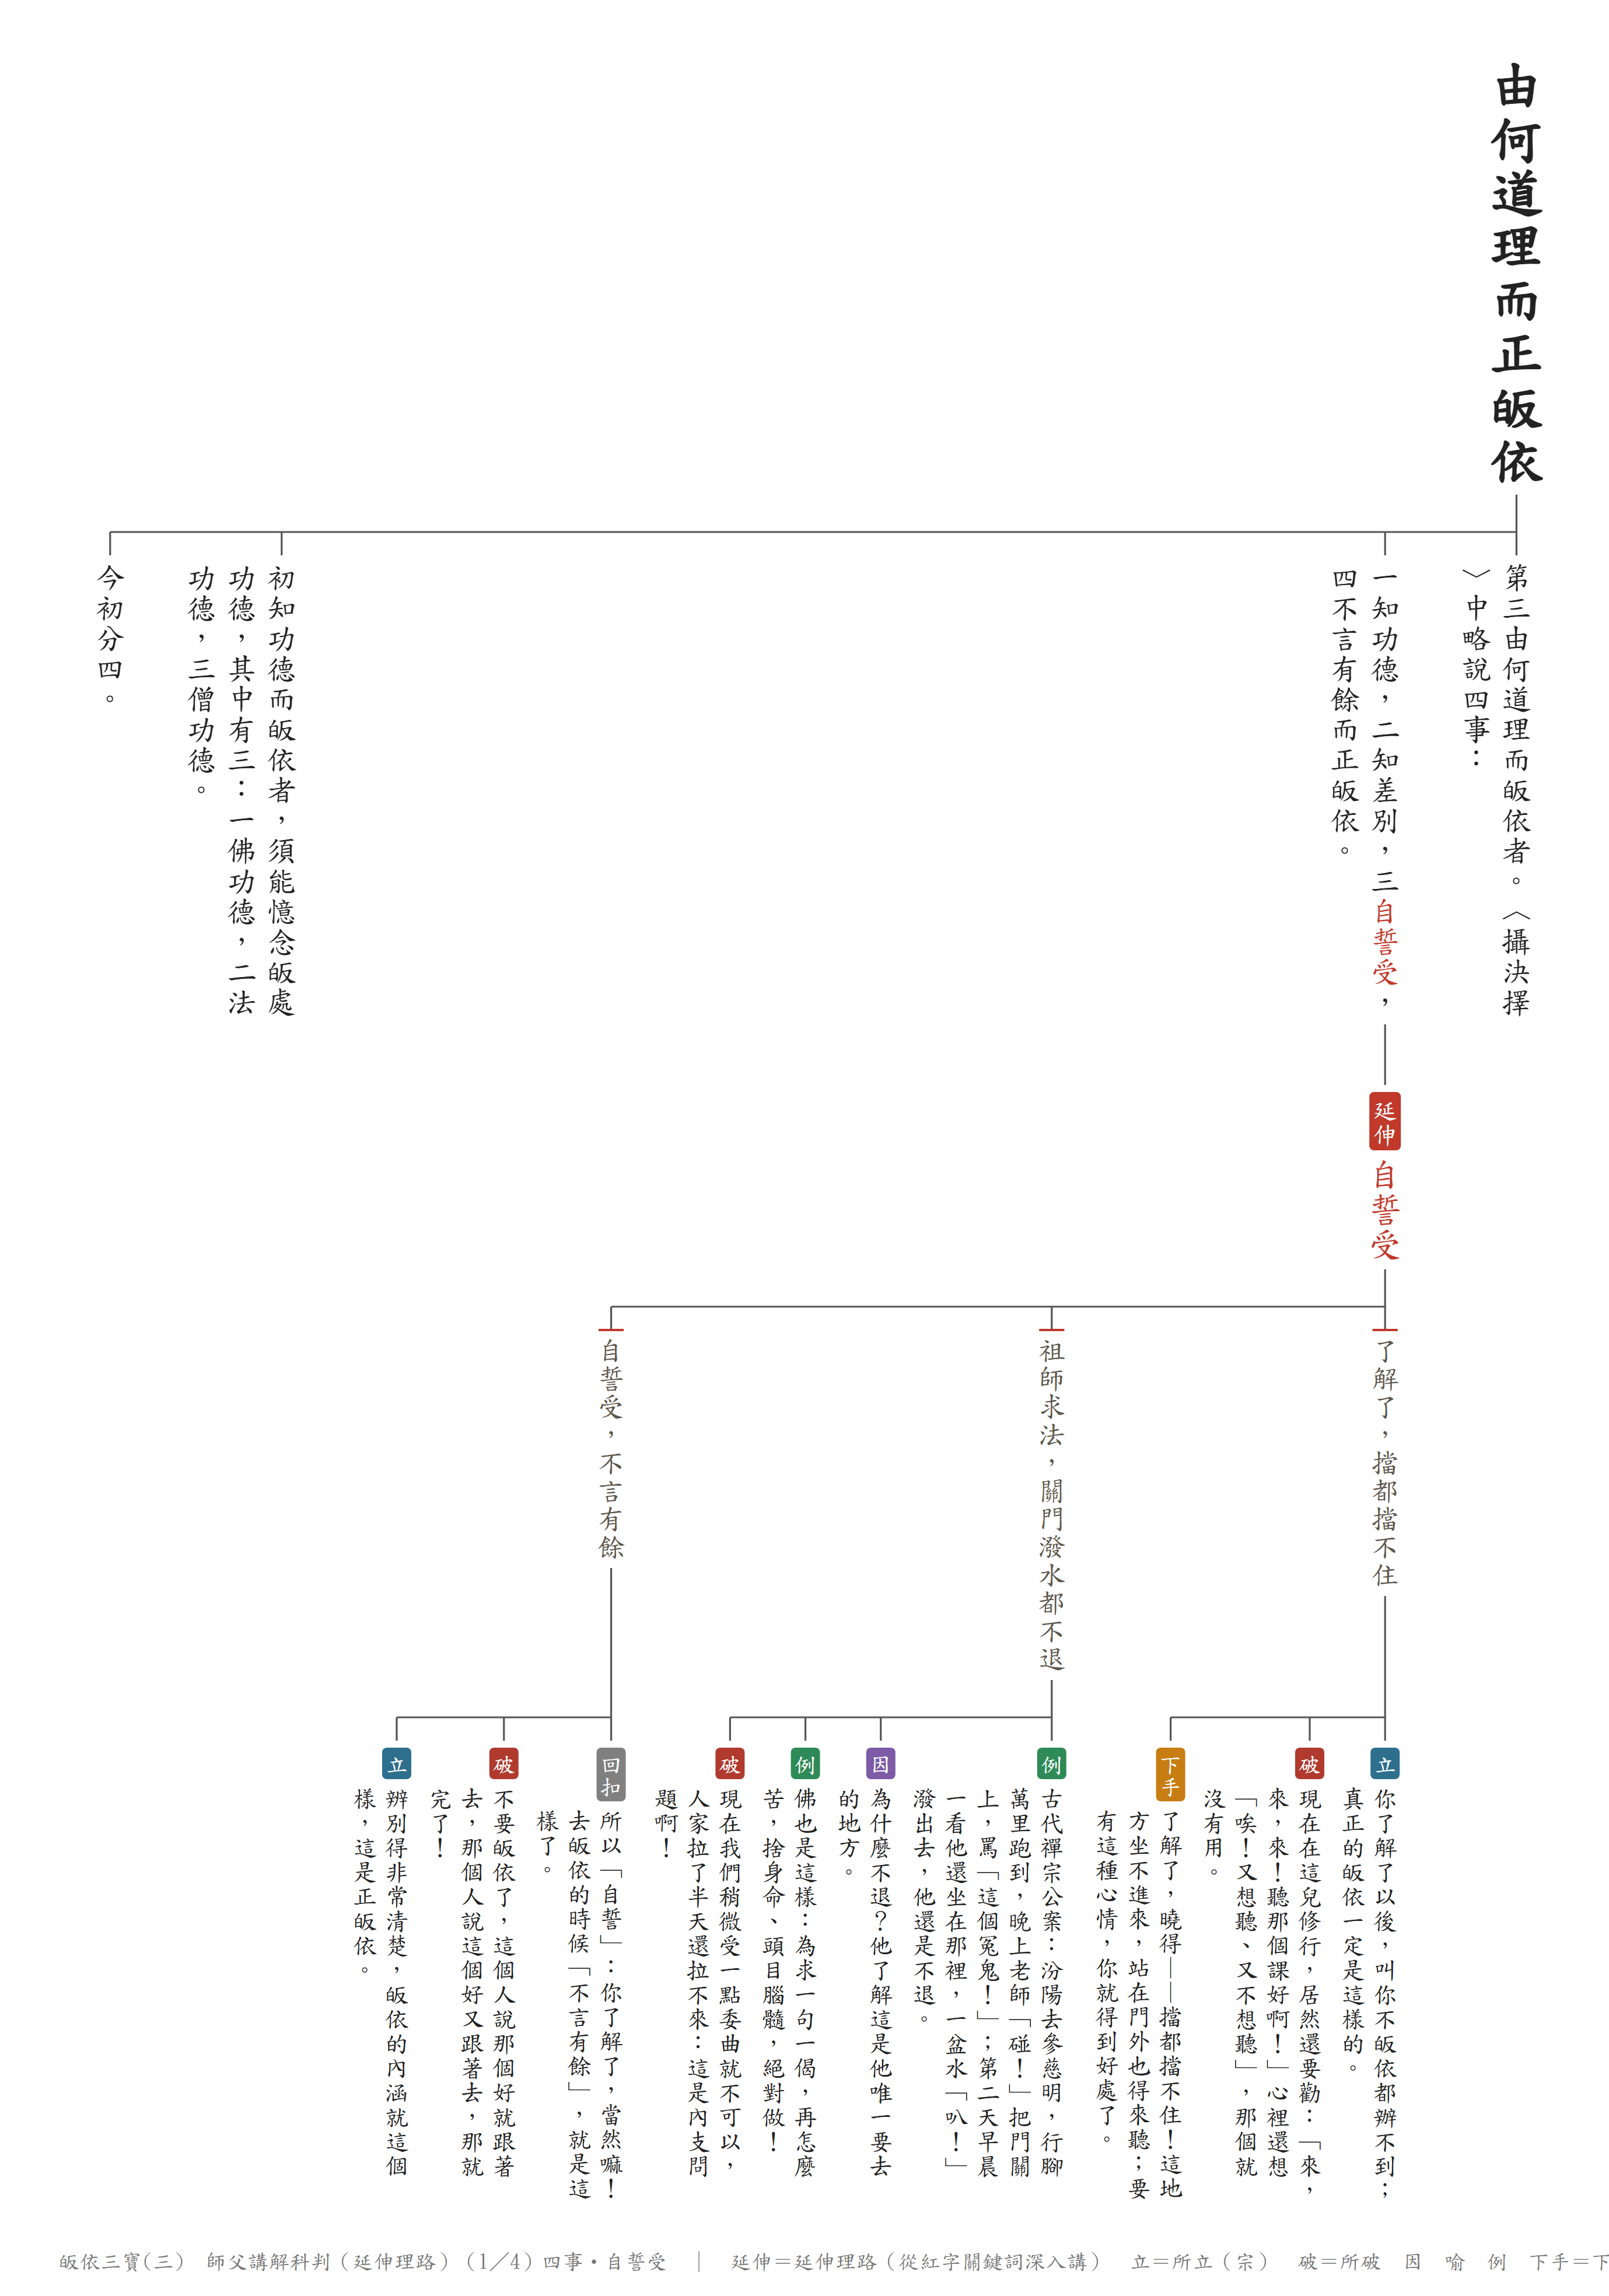 由何道理而正皈依
第三由何道理而皈依者。〈攝決擇
〉中略說四事：
一知功德，二知差別，三自誓受，
四不言有餘而正皈依。
初知功德而皈依者，須能憶念皈處
功德，其中有三：一佛功德，二法
功德，三僧功德。
今初分四。
延伸
自誓受
了解了，擋都擋不住
立
你了解了以後，叫你不皈依都辦不到；
真正的皈依一定是這樣的。
破
現在在這兒修行，居然還要勸：「來，
來，來！聽那個課好啊！」心裡還想
「唉！又想聽、又不想聽」，那個就
沒有用。
下手
了解了，曉得——擋都擋不住！這地
方坐不進來，站在門外也得來聽；要
有這種心情，你就得到好處了。
祖師求法，關門潑水都不退
例
古代禪宗公案：汾陽去參慈明，行腳
萬里跑到，晚上老師「碰！」把門關
上，罵「這個冤鬼！」；第二天早晨
一看他還坐在那裡，一盆水「叭！」
潑出去，他還是不退。
因
為什麼不退？他了解這是他唯一要去
的地方。
例
佛也是這樣：為求一句一偈，再怎麼
苦，捨身命、頭目腦髓，絕對做！
破
現在我們稍微受一點委曲就不可以，
人家拉了半天還拉不來：這是內支問
題啊！
自誓受，不言有餘
回扣
所以「自誓」：你了解了，當然嘛！
去皈依的時候「不言有餘」，就是這
樣了。
破
不要皈依了，這個人說那個好就跟著
去，那個人說這個好又跟著去，那就
完了！
立
辨別得非常清楚，皈依的內涵就這個
樣，這是正皈依。
皈依三寶(三)　師父講解科判（延伸理路）（1／4）四事・自誓受　｜　延伸＝延伸理路（從紅字關鍵詞深入講）　立＝所立（宗）　破＝所破　因　喻　例　下手＝下